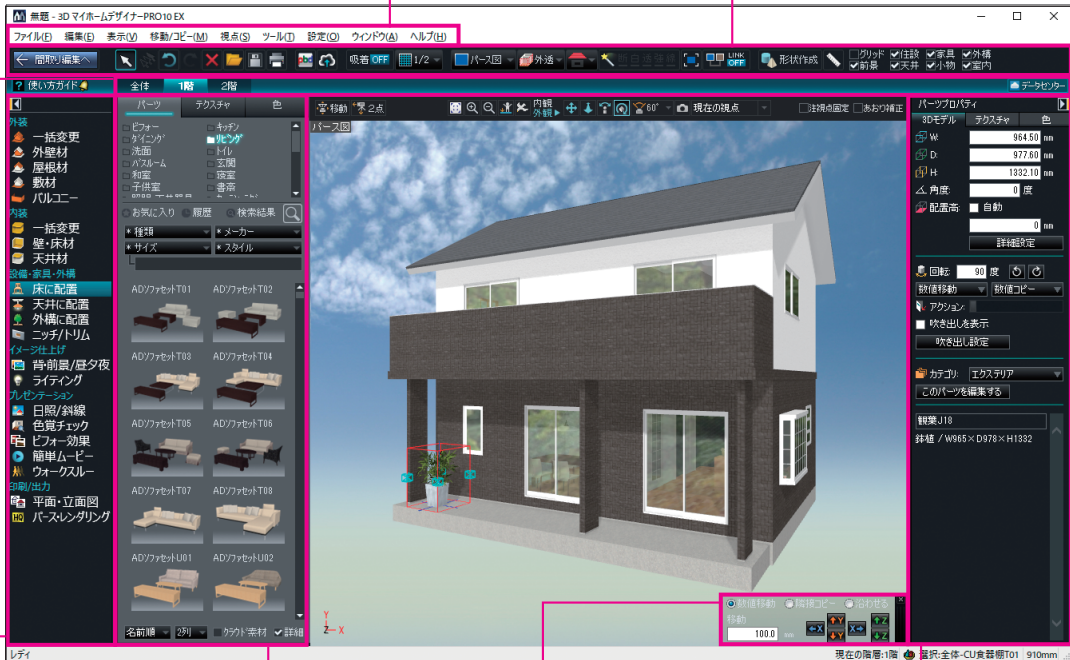 無題 - 3D マイホームデザイナーPRO10 EX
ファイル(F) 編集(E) 表示(V) 移動/コピー(M) 視点(S) ツール(T) 設定(O) ウィンドウ(A) ヘルプ(H)
間取り編集へ 吸着 OFF 1/2 パース図 外透 LINK OFF 形状作成 グリッド 住設 家具 外構
前景 天井 小物 室内
? 使い方ガイド 全体 1階 2階 データセンター
外装
一括変更
外壁材
屋根材
敷材
バルコニー
内装
一括変更
壁・床材
天井材
設備・家具・外構
床に配置
天井に配置
外構に配置
ニッチ/トリム
イメージ仕上げ
背・前景/昼夕夜
ライティング
プレゼンテーション
日照/斜線
色覚チェック
ビフォー効果
簡単ムービー
ウォークスルー
印刷/出力
平面・立面図
HQ パース・レンダリング
パーツ テクスチャ 色
ビフォー キッチン
ダイニング リビング
洗面 トイレ
バスルーム 玄関
和室 寝室
子供室 書斎
お気に入り 履歴 検索結果
* 種類 * メーカー
* サイズ * スタイル
ADソファセットT01 ADソファセットT02
ADソファセットT03 ADソファセットT04
ADソファセットT05 ADソファセットT06
ADソファセットT07 ADソファセットT08
ADソファセットU01 ADソファセットU02
名前順 2列 クラウド素材 詳細
移動 2点 内観 外観 60° 現在の視点 注視点固定 あおり補正
パース図
Y
Z X
数値移動 隣接コピー 沿わせる
移動
100.0 mm ←X ↑Y ↓Y X→ ↑Z ↓Z
パーツプロパティ
3Dモデル テクスチャ 色
W: 964.50 mm
D: 977.60 mm
H: 1332.10 mm
角度: 0 度
配置高: 自動
0 mm
詳細設定
回転: 90 度
数値移動 数値コピー
アクション:
吹き出しを表示
吹き出し設定
カテゴリ: エクステリア
このパーツを編集する
観葉J18
鉢植 / W965×D978×H1332
レディ 現在の階層:1階 選択:全体-CU食器棚T01 910mm